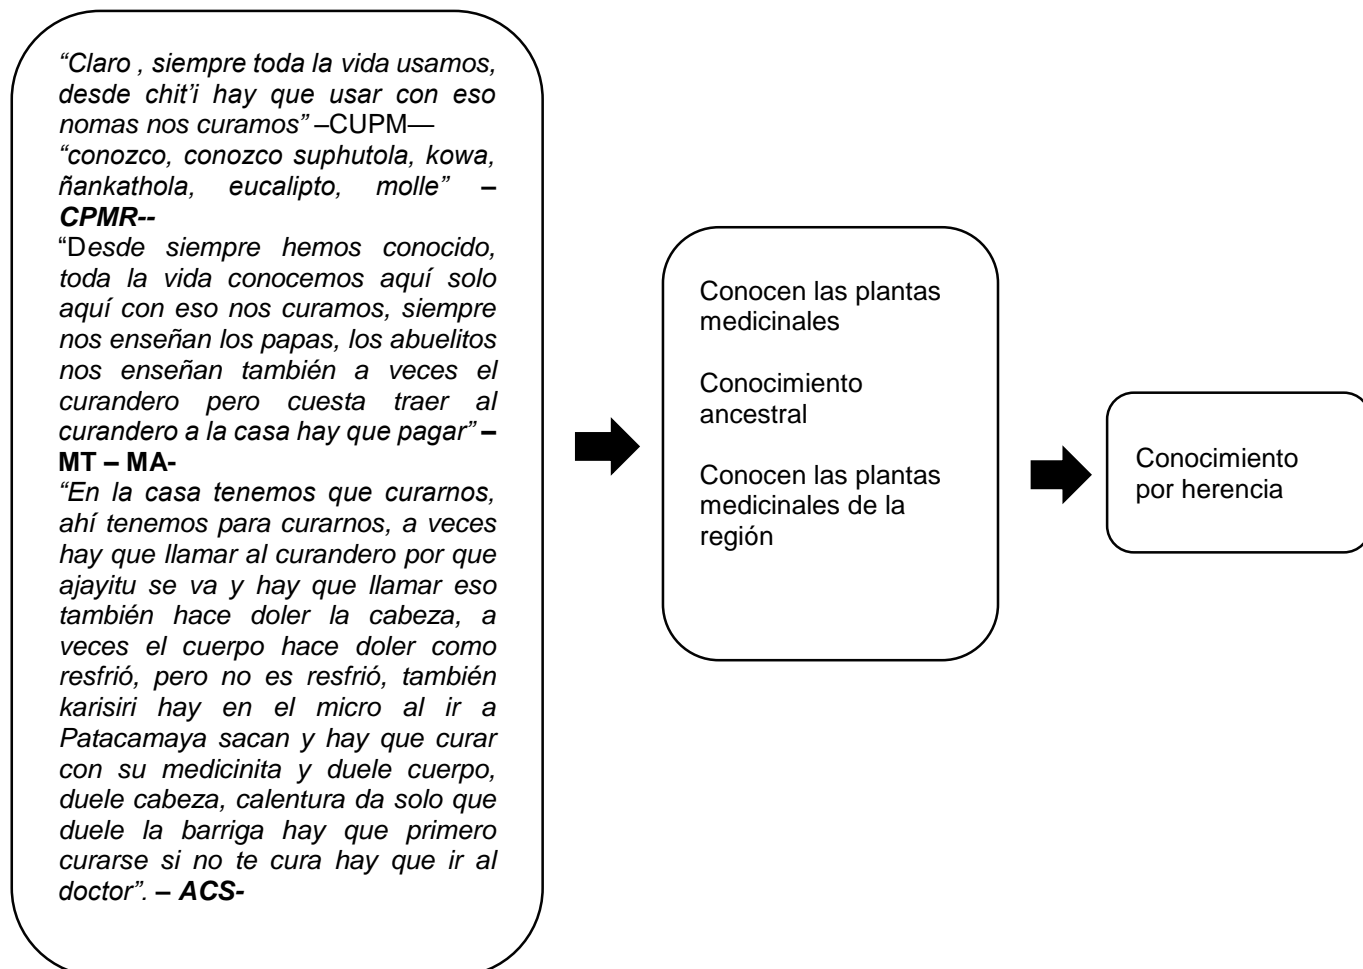 “Claro , siempre toda la vida usamos,
desde chit’i hay que usar con eso
nomas nos curamos” –CUPM––
“conozco, conozco suphutola, kowa,
ñankathola, eucalipto, molle” –
CPMR--
“Desde siempre hemos conocido,
toda la vida conocemos aquí solo
aquí con eso nos curamos, siempre
nos enseñan los papas, los abuelitos
nos enseñan también a veces el
curandero pero cuesta traer al
curandero a la casa hay que pagar” –
MT – MA-
“En la casa tenemos que curarnos,
ahí tenemos para curarnos, a veces
hay que llamar al curandero por que
ajayitu se va y hay que llamar eso
también hace doler la cabeza, a
veces el cuerpo hace doler como
resfrió, pero no es resfrió, también
karisiri hay en el micro al ir a
Patacamaya sacan y hay que curar
con su medicinita y duele cuerpo,
duele cabeza, calentura da solo que
duele la barriga hay que primero
curarse si no te cura hay que ir al
doctor”. – ACS-
Conocen las plantas
medicinales
Conocimiento
ancestral
Conocen las plantas
medicinales de la
región
Conocimiento
por herencia